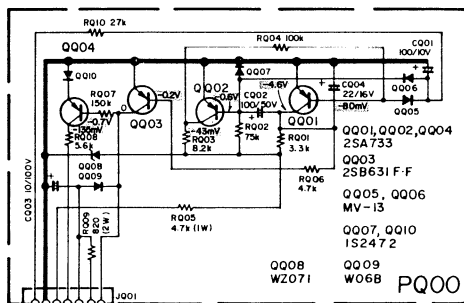 RQ10 27k
QQ04
RQ04 100k
CQ01
100/10V
QQ10
QQ07
-4.6V
CQ04
22/16V
QQ06
QQ05
RQ07
150k
0
-0.2V
QQ02
-0.6V
CQ02
100/50V
-80mV
-0.7V
QQ03
QQ01
-135mV
RQ08
5.6k
-43mV
RQ03
8.2k
RQ02
75k
RQ01
3.3k
QQ01,QQ02,QQ04
2SA733
QQ03
2SB631F·F
CQ03 10/100V
QQ08
QQ09
RQ06
4.7k
QQ05, QQ06
MV-13
RQ09
820
(2W)
RQ05
4.7k (1W)
QQ07, QQ10
1S2472
QQ08
WZ071
QQ09
W06B
PQ00
JQ01